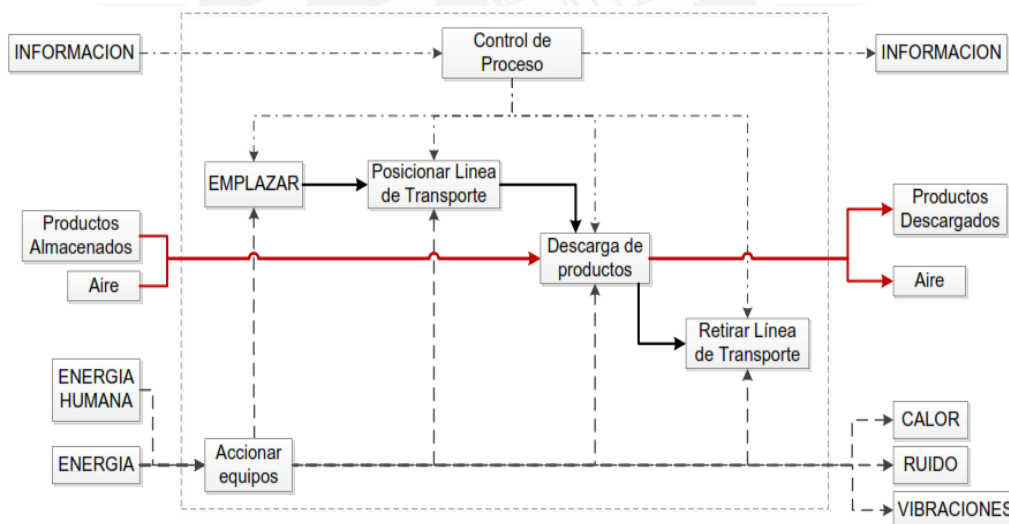 INFORMACION
Control de
Proceso
INFORMACION
EMPLAZAR
Posicionar Linea
de Transporte
Productos
Almacenados
Aire
Descarga de
productos
Productos
Descargados
Aire
Retirar Línea
de Transporte
ENERGIA
HUMANA
ENERGIA
Accionar
equipos
CALOR
RUIDO
VIBRACIONES